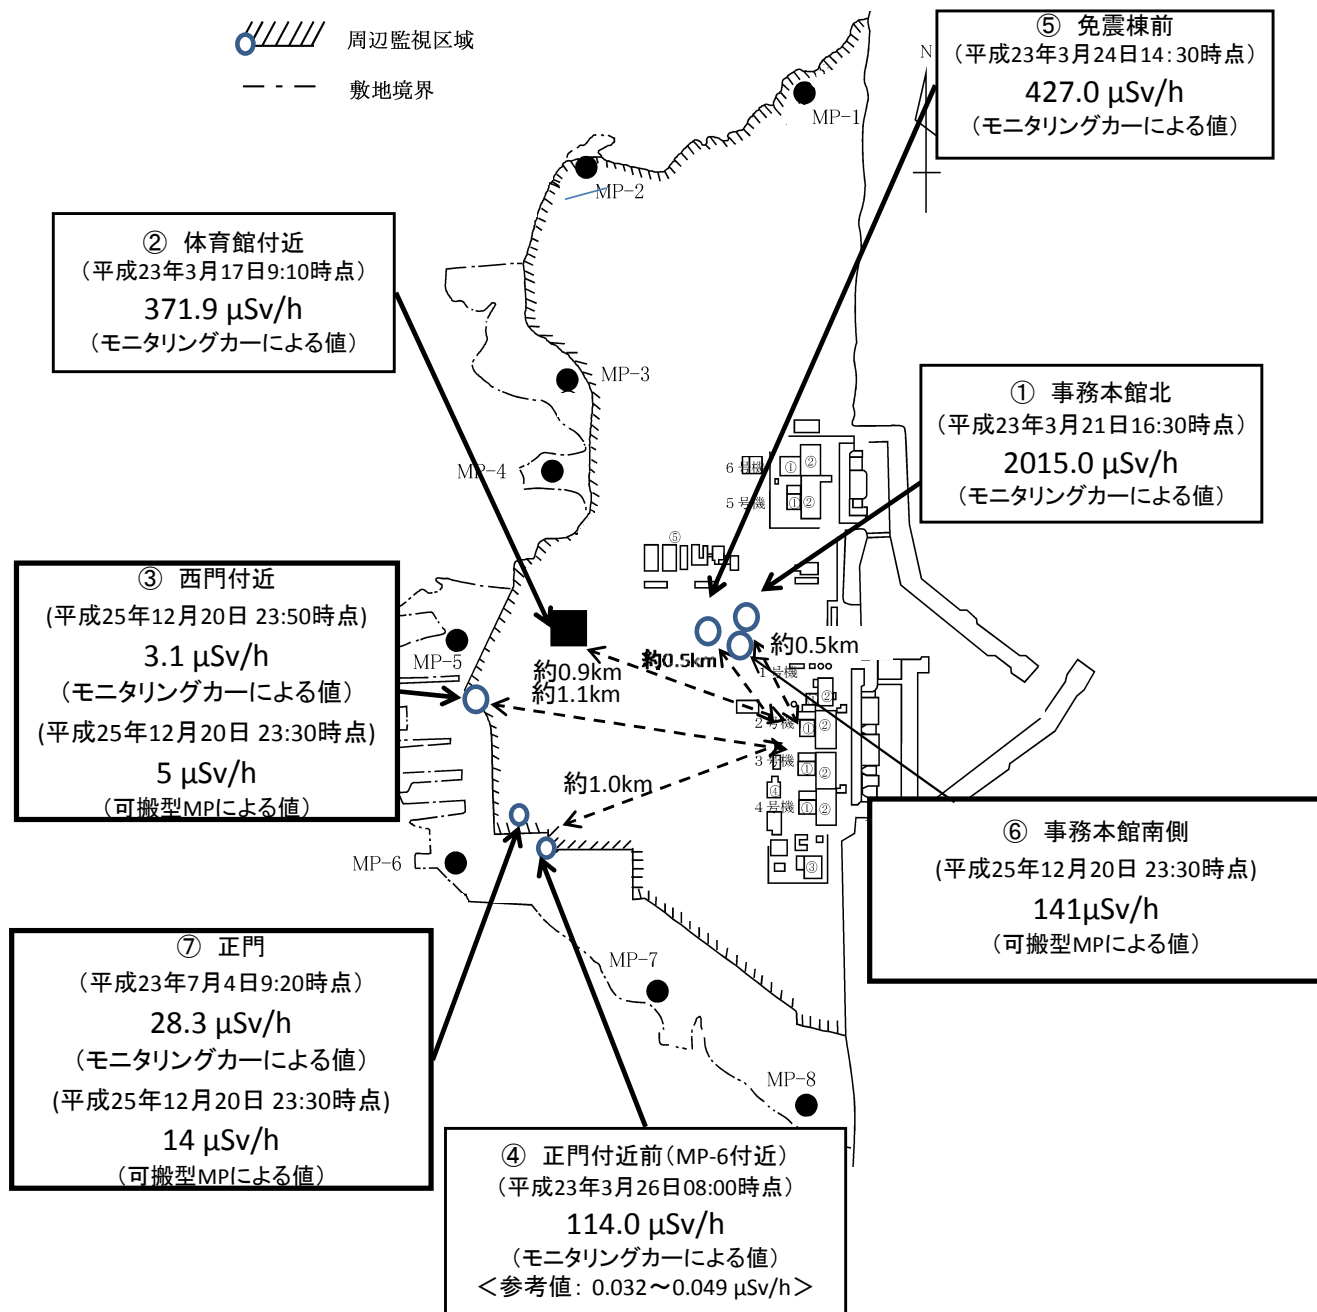 周辺監視区域
敷地境界
⑤ 免震棟前
（平成23年3月24日14:30時点）
427.0 μSv/h
（モニタリングカーによる値）
N
MP-1
MP-2
② 体育館付近
（平成23年3月17日9:10時点）
371.9 μSv/h
（モニタリングカーによる値）
MP-3
MP-4
① 事務本館北
（平成23年3月21日16:30時点）
2015.0 μSv/h
（モニタリングカーによる値）
6号機
①
②
5号機
①
②
⑤
③ 西門付近
(平成25年12月20日 23:50時点)
3.1 μSv/h
（モニタリングカーによる値）
(平成25年12月20日 23:30時点)
5 μSv/h
（可搬型MPによる値）
MP-5
約0.9km
約1.1km
約0.5km
約0.5km
1号機
②
2号機
①
②
3号機
①
②
④
4号機
①
②
③
約1.0km
MP-6
⑥ 事務本館南側
(平成25年12月20日 23:30時点)
141μSv/h
（可搬型MPによる値）
⑦ 正門
（平成23年7月4日9:20時点）
28.3 μSv/h
（モニタリングカーによる値）
(平成25年12月20日 23:30時点)
14 μSv/h
（可搬型MPによる値）
MP-7
MP-8
④ 正門付近前（MP-6付近）
（平成23年3月26日08:00時点）
114.0 μSv/h
（モニタリングカーによる値）
＜参考値: 0.032～0.049 μSv/h＞